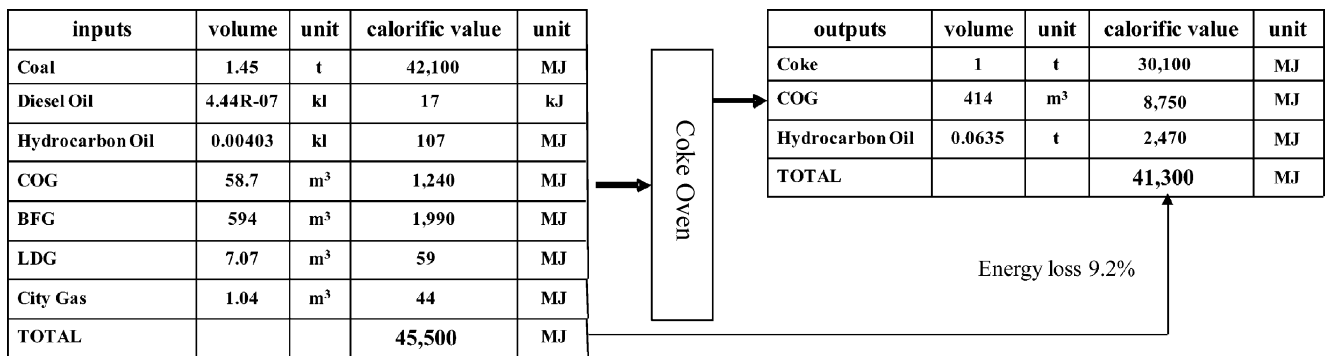 inputs volume unit calorific value unit
Coal 1.45 t 42,100 MJ
Diesel Oil 4.44R-07 kl 17 kJ
Hydrocarbon Oil 0.00403 kl 107 MJ
COG 58.7 m³ 1,240 MJ
BFG 594 m³ 1,990 MJ
LDG 7.07 m³ 59 MJ
City Gas 1.04 m³ 44 MJ
TOTAL 45,500 MJ
Coke Oven
outputs volume unit calorific value unit
Coke 1 t 30,100 MJ
COG 414 m³ 8,750 MJ
Hydrocarbon Oil 0.0635 t 2,470 MJ
TOTAL 41,300 MJ
Energy loss 9.2%